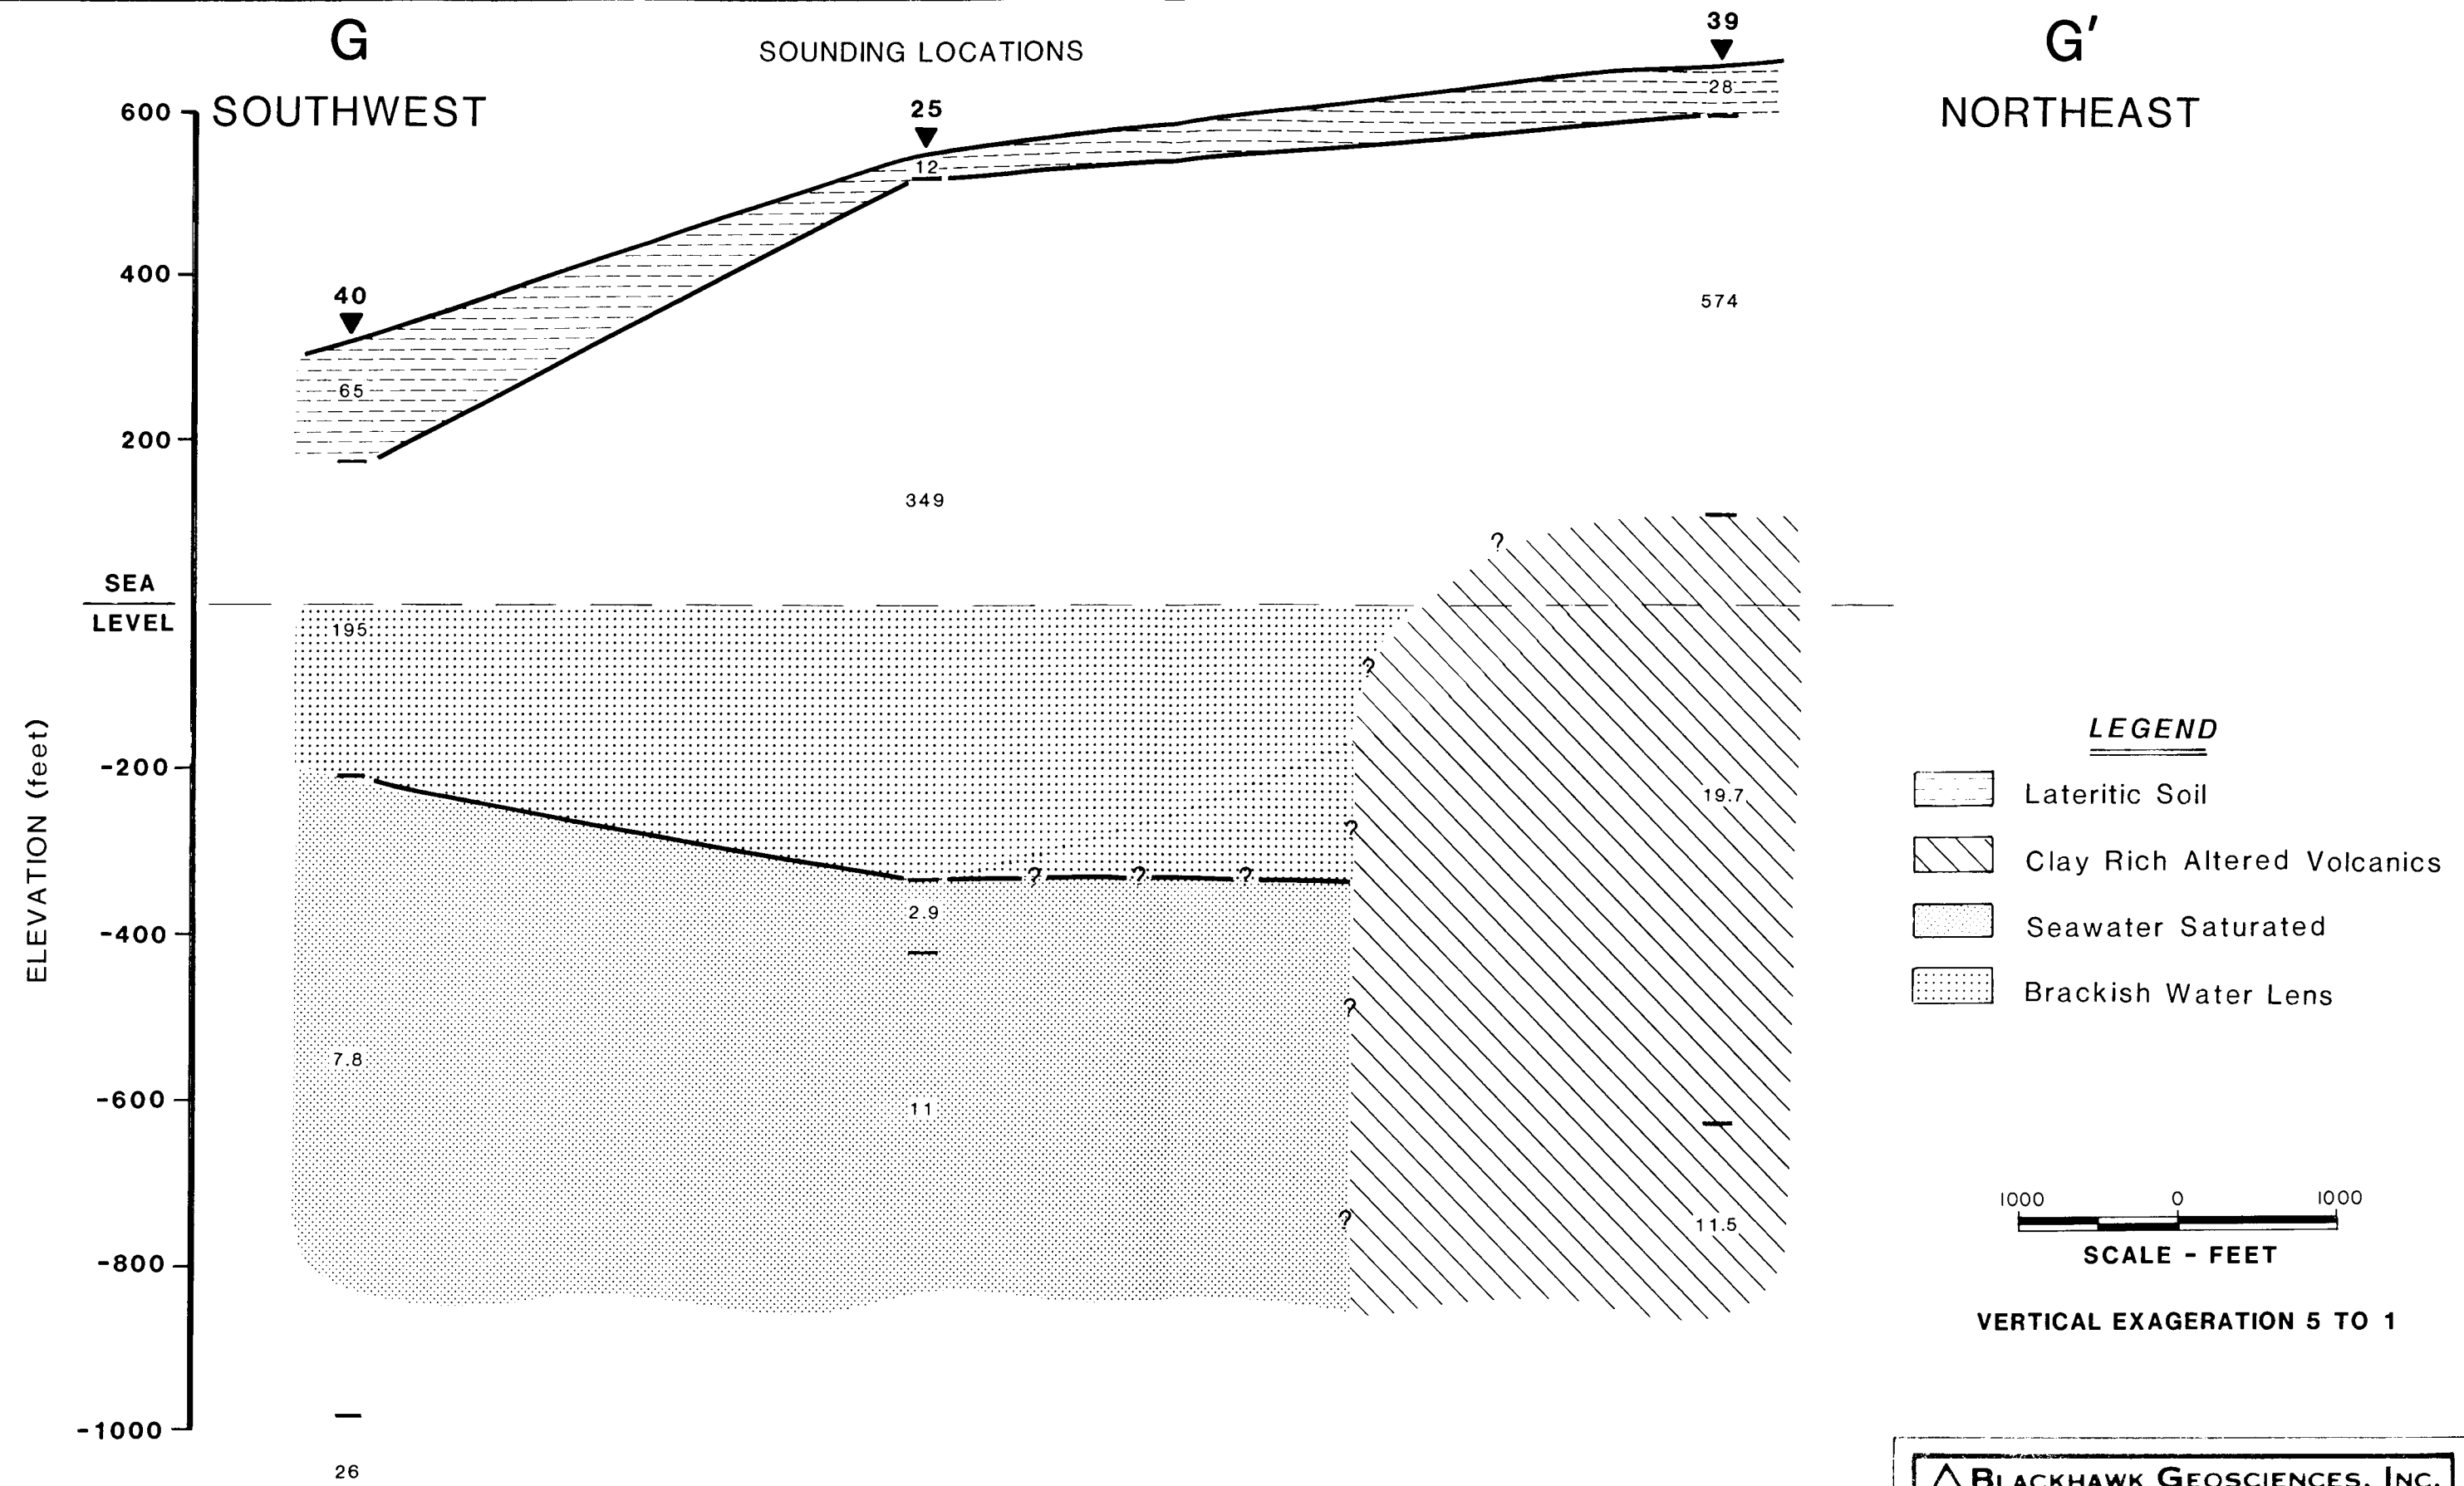 G
SOUTHWEST
SOUNDING LOCATIONS
G'
NORTHEAST
40
25
39
600
400
200
SEA
LEVEL
-200
-400
-600
-800
-1000
ELEVATION (feet)
65
12
28
349
574
195
?
?
?
?
?
?
?
?
2.9
7.8
11
19.7
11.5
26
LEGEND
Lateritic Soil
Clay Rich Altered Volcanics
Seawater Saturated
Brackish Water Lens
1000 0 1000
SCALE - FEET
VERTICAL EXAGERATION 5 TO 1
BLACKHAWK GEOSCIENCES, INC.